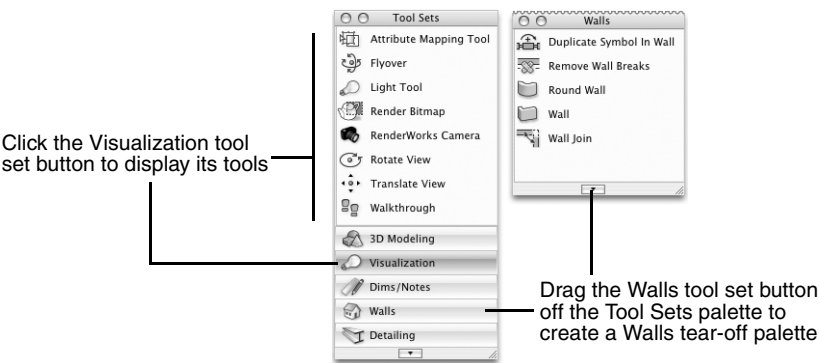 Tool Sets
Attribute Mapping Tool
Flyover
Light Tool
Render Bitmap
RenderWorks Camera
Rotate View
Translate View
Walkthrough
3D Modeling
Visualization
Dims/Notes
Walls
Detailing
Walls
Duplicate Symbol In Wall
Remove Wall Breaks
Round Wall
Wall
Wall Join
Click the Visualization tool
set button to display its tools
Drag the Walls tool set button
off the Tool Sets palette to
create a Walls tear-off palette